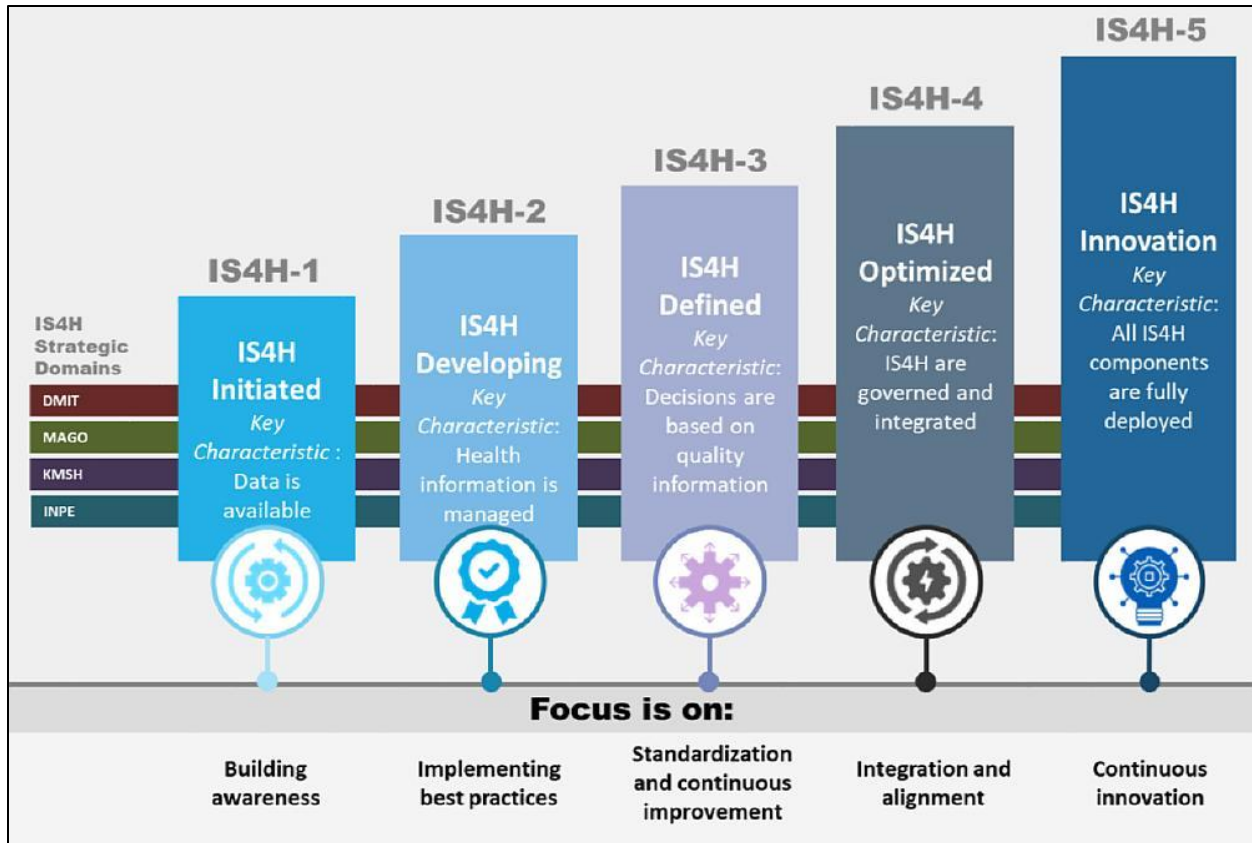 IS4H-1
IS4H-2
IS4H-3
IS4H-4
IS4H-5
IS4H
Strategic
Domains
DMIT
MAGO
KMSH
INPE
IS4H
Initiated
Key
Characteristic :
Data is
available
IS4H
Developing
Key
Characteristic:
Health
information is
managed
IS4H
Defined
Key
Characteristic:
Decisions are
based on
quality
information
IS4H
Optimized
Key
Characteristic:
IS4H are
governed and
integrated
IS4H
Innovation
Key
Characteristic:
All IS4H
components
are fully
deployed
Focus is on:
Building
awareness
Implementing
best practices
Standardization
and continuous
improvement
Integration and
alignment
Continuous
innovation